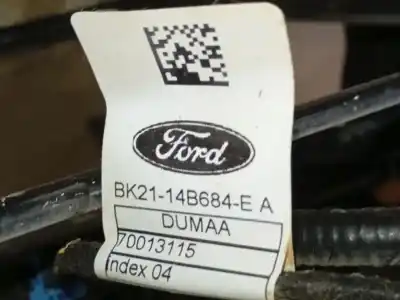 Ford
BK21-14B684-E A
DUMAA
70013115
Index 04